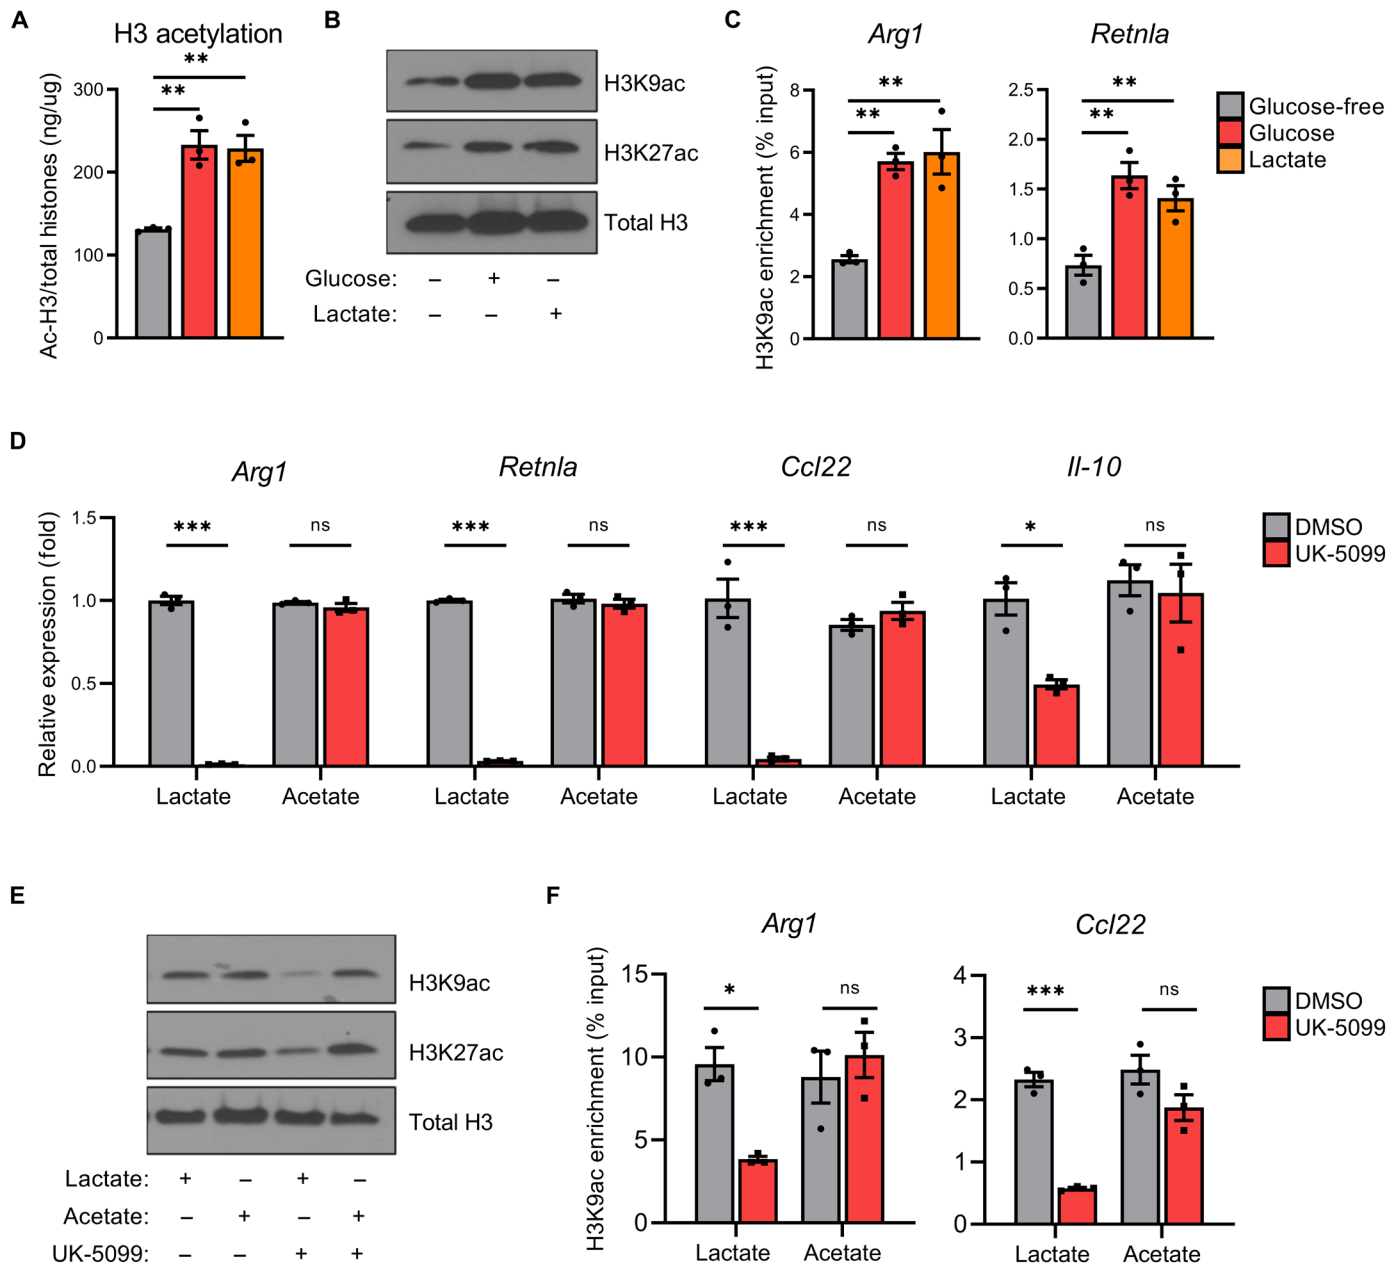 A
H3 acetylation
Ac-H3/total histones (ng/ug)
300
200
100
0
**
**
B
H3K9ac
H3K27ac
Total H3
Glucose: – + –
Lactate: – – +
C
Arg1
H3K9ac enrichment (% input)
8
6
4
2
0
**
**
Retnla
2.5
2.0
1.5
1.0
0.5
0.0
**
**
Glucose-free
Glucose
Lactate
D
Arg1 Retnla Ccl22 Il-10
Relative expression (fold)
1.5
1.0
0.5
0.0
*** ns *** ns *** ns * ns
Lactate Acetate Lactate Acetate Lactate Acetate Lactate Acetate
DMSO
UK-5099
E
H3K9ac
H3K27ac
Total H3
Lactate: + – + –
Acetate: – + – +
UK-5099: – – + +
F
Arg1
H3K9ac enrichment (% input)
15
10
5
0
* ns
Lactate Acetate
Ccl22
4
3
2
1
0
*** ns
Lactate Acetate
DMSO
UK-5099